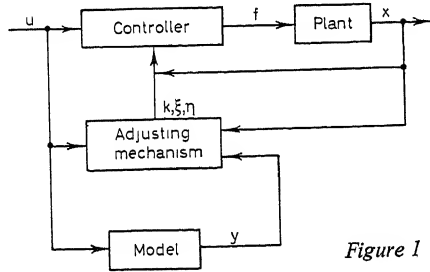 u
Controller
f
Plant
x
k,ξ,η
Adjusting
mechanism
Model
y
Figure 1